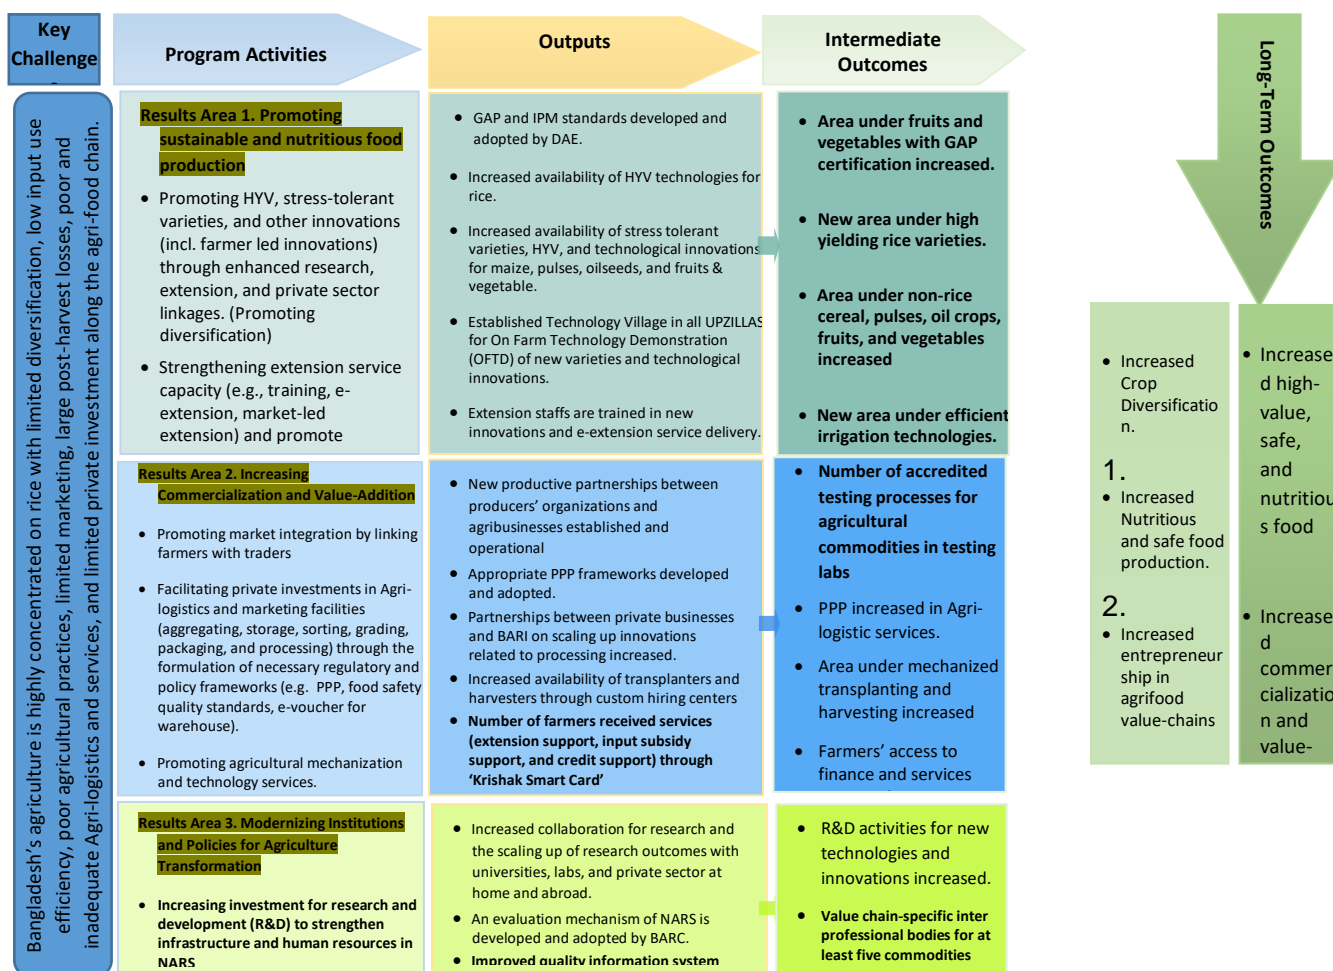 Key
Challenge
Program Activities
Outputs
Intermediate
Outcomes
Long-Term Outcomes
Bangladesh's agriculture is highly concentrated on rice with limited diversification, low input use
efficiency, poor agricultural practices, limited marketing, large post-harvest losses, poor and
inadequate Agri-logistics and services, and limited private investment along the agri-food chain.
Results Area 1. Promoting
sustainable and nutritious food
production
• Promoting HYV, stress-tolerant
varieties, and other innovations
(incl. farmer led innovations)
through enhanced research,
extension, and private sector
linkages. (Promoting
diversification)
• Strengthening extension service
capacity (e.g., training, e-
extension, market-led
extension) and promote
• GAP and IPM standards developed and
adopted by DAE.
• Increased availability of HYV technologies for
rice.
• Increased availability of stress tolerant
varieties, HYV, and technological innovations
for maize, pulses, oilseeds, and fruits &
vegetable.
• Established Technology Village in all UPZILLAS
for On Farm Technology Demonstration
(OFTD) of new varieties and technological
innovations.
• Extension staffs are trained in new
innovations and e-extension service delivery.
• Area under fruits and
vegetables with GAP
certification increased.
• New area under high
yielding rice varieties.
• Area under non-rice
cereal, pulses, oil crops,
fruits, and vegetables
increased
• New area under efficient
irrigation technologies.
Results Area 2. Increasing
Commercialization and Value-Addition
• Promoting market integration by linking
farmers with traders
• Facilitating private investments in Agri-
logistics and marketing facilities
(aggregating, storage, sorting, grading,
packaging, and processing) through the
formulation of necessary regulatory and
policy frameworks (e.g. PPP, food safety
quality standards, e-voucher for
warehouse).
• Promoting agricultural mechanization
and technology services.
• New productive partnerships between
producers' organizations and
agribusinesses established and
operational
• Appropriate PPP frameworks developed
and adopted.
• Partnerships between private businesses
and BARI on scaling up innovations
related to processing increased.
• Increased availability of transplanters and
harvesters through custom hiring centers
• Number of farmers received services
(extension support, input subsidy
support, and credit support) through
'Krishak Smart Card'
• Number of accredited
testing processes for
agricultural
commodities in testing
labs
• PPP increased in Agri-
logistic services.
• Area under mechanized
transplanting and
harvesting increased
• Farmers' access to
finance and services
Results Area 3. Modernizing Institutions
and Policies for Agriculture
Transformation
• Increasing investment for research and
development (R&D) to strengthen
infrastructure and human resources in
NARS
• Increased collaboration for research and
the scaling up of research outcomes with
universities, labs, and private sector at
home and abroad.
• An evaluation mechanism of NARS is
developed and adopted by BARC.
• Improved quality information system
• R&D activities for new
technologies and
innovations increased.
• Value chain-specific inter
professional bodies for at
least five commodities
• Increased
Crop
Diversificatio
n.
1.
• Increased
Nutritious
and safe food
production.
2.
• Increased
entrepreneur
ship in
agrifood
value-chains
• Increase
d high-
value,
safe,
and
nutritiou
s food
• Increase
d
commer
cializatio
n and
value-